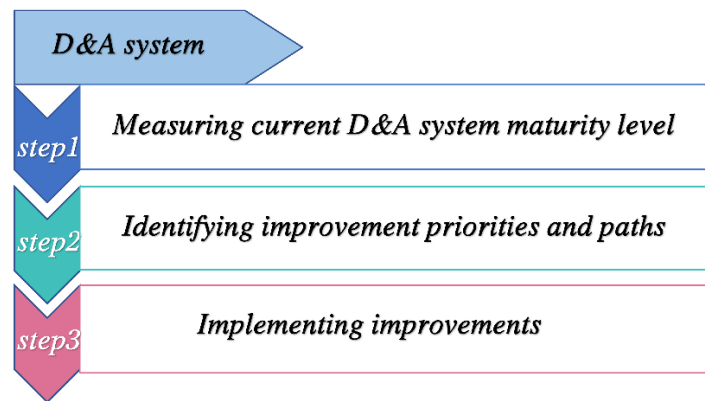 D&A system
step1
Measuring current D&A system maturity level
step2
Identifying improvement priorities and paths
step3
Implementing improvements